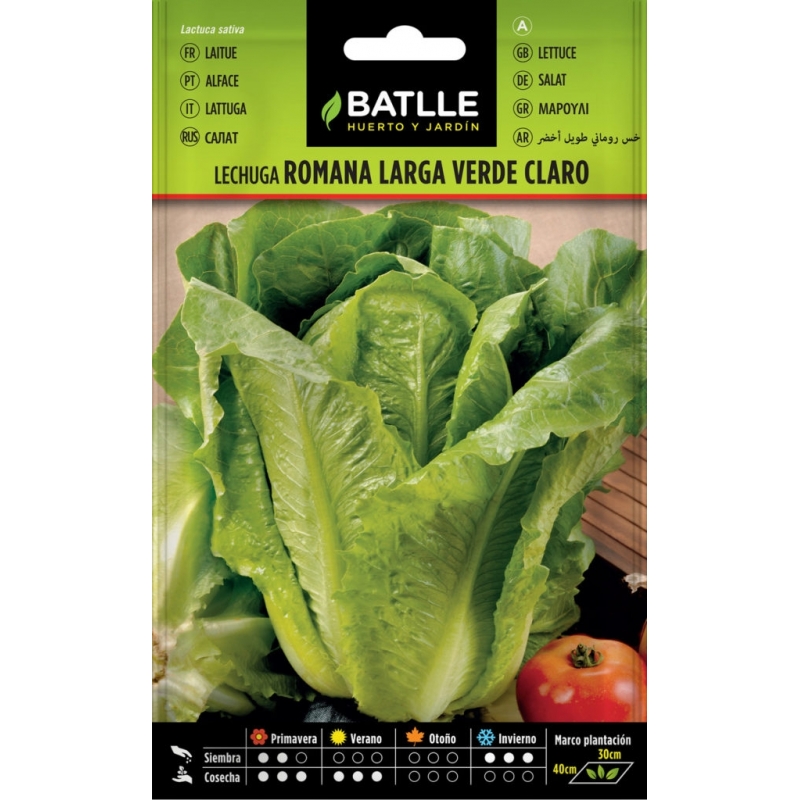 Lactuca sativa
FR LAITUE
PT ALFACE
IT LATTUGA
RUS САЛАТ
BATLLE
HUERTO Y JARDÍN
A
GB LETTUCE
DE SALAT
GR ΜΑΡΟΥΛΙ
AR خس روماني طويل أخضر
LECHUGA ROMANA LARGA VERDE CLARO
Primavera Verano Otoño Invierno
Siembra
Cosecha
Marco plantación
30cm
40cm